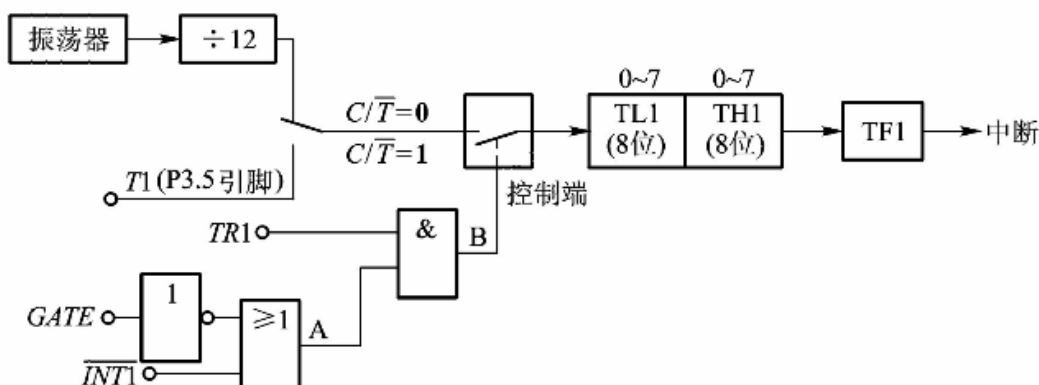 振荡器
÷12
C/T̅=0
C/T̅=1
T1(P3.5引脚)
0~7
0~7
TL1
(8位)
TH1
(8位)
TF1
中断
控制端
TR1
&
B
GATE
1
≥1
A
I̅N̅T̅1̅